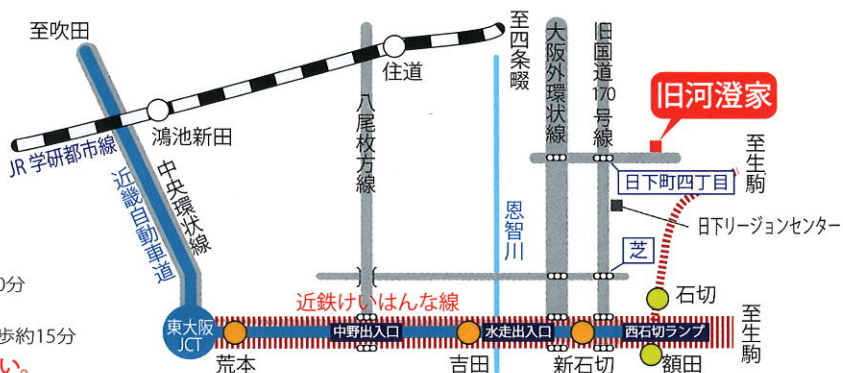 至吹田
JR学研都市線
鴻池新田
住道
至四条畷
近畿自動車道
中央環状線
八尾枚方線
恩智川
大阪外環状線
旧国道170号線
旧河澄家
日下町四丁目
至生駒
日下リージョンセンター
芝
石切
近鉄けいはんな線
東大阪
JCT
荒本
中野出入口
吉田
水走出入口
新石切
西石切ランプ
額田
至生駒
0分
歩約15分
い。